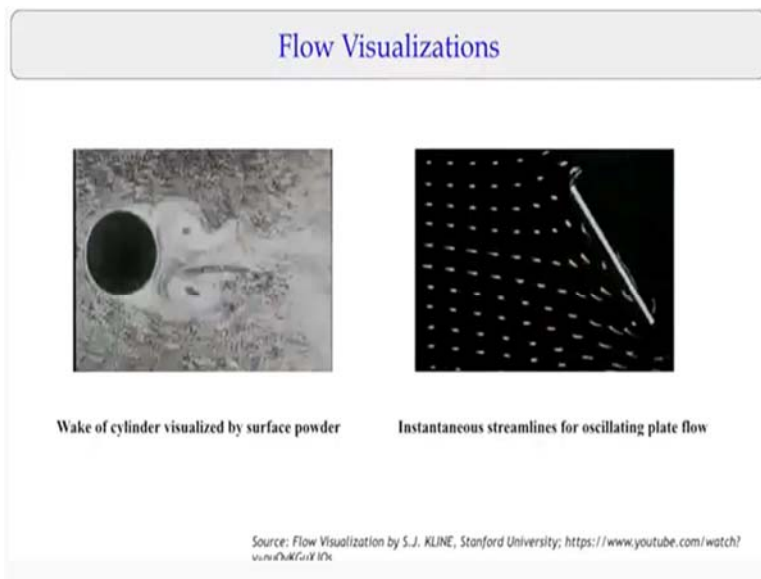 Flow Visualizations
Wake of cylinder visualized by surface powder
Instantaneous streamlines for oscillating plate flow
Source: Flow Visualization by S.J. KLINE, Stanford University; https://www.youtube.com/watch?